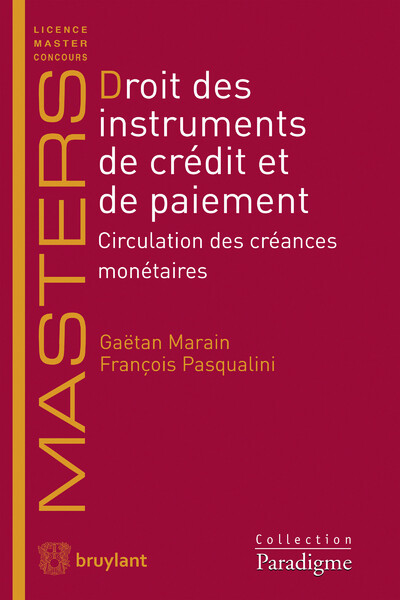 LICENCE
MASTER
CONCOURS
MASTERS
Droit des
instruments
de crédit et
de paiement
Circulation des créances
monétaires
Gaëtan Marain
François Pasqualini
bruylant
Collection
Paradigme